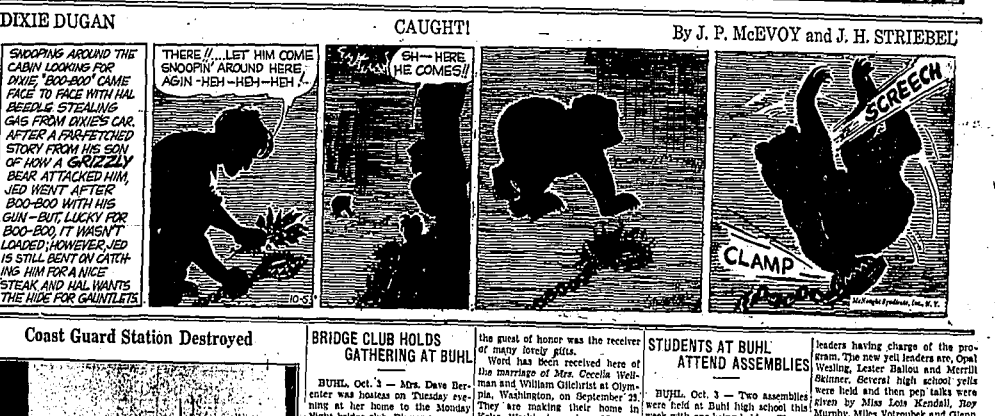 DIXIE DUGAN
CAUGHT!
By J. P. McEVOY and J. H. STRIEBEL
SNOOPING AROUND THE
CABIN LOOKING FOR
DIXIE, "BOO-BOO" CAME
FACE TO FACE WITH HAL
BEEDLE STEALING
GAS FROM DIXIE'S CAR.
AFTER A FAR-FETCHED
STORY FROM HIS SON
OF HOW A GRIZZLY
BEAR ATTACKED HIM,
JED WENT AFTER
BOO-BOO WITH HIS
GUN-BUT, LUCKY FOR
BOO-BOO, IT WASN'T
LOADED; HOWEVER, JED
IS STILL BENT ON CATCH-
ING HIM FOR A NICE
STEAK AND HAL WANTS
THE HIDE FOR GAUNTLETS.
THERE!!....LET HIM COME
SNOOPIN' AROUND HERE
AGIN-HEH-HEH-HEH!
10-5
SH--HERE
HE COMES!!
SCREECH
CLAMP
McNaught Syndicate, Inc., N. Y.
Coast Guard Station Destroyed
BRIDGE CLUB HOLDS
GATHERING AT BUHL
BUHL, Oct. 3 — Mrs. Dave Ber-
enter was hostess on Tuesday eve-
ning at her home to the Monday
the guest of honor was the receiver
of many lovely gifts.
Word has been received here of
the marriage of Mrs. Cecelia Well-
man and William Gilchrist at Olym-
pia, Washington, on September 25.
They are making their home in
STUDENTS AT BUHL
ATTEND ASSEMBLIES
BUHL, Oct. 3 — Two assemblies
were held at Buhl high school this
leaders having charge of the pro-
gram. The new yell leaders are, Opal
Wesling, Lester Ballou and Merrill
Skinner. Several high school yells
were held and then pep talks were
given by Miss Lois Kendall, Roy
Murphy, Miles Votroubek and Glenn